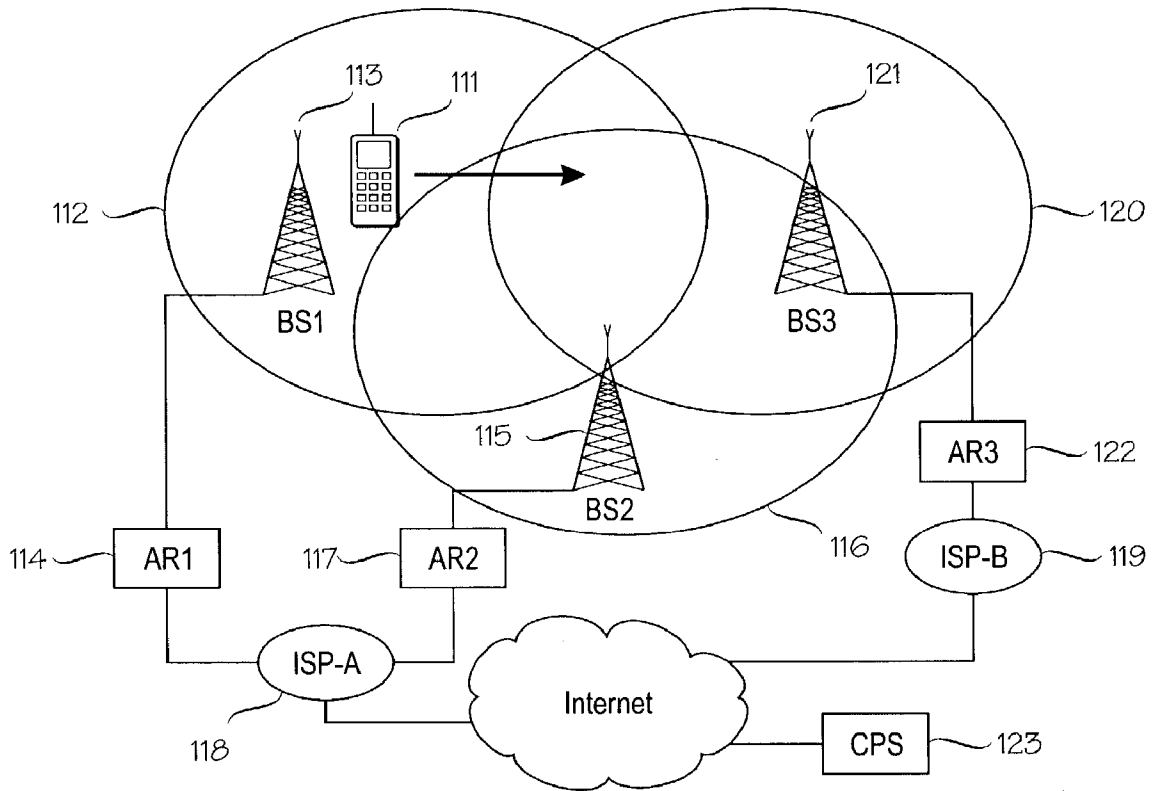 113
111
121
112
120
BS1
BS3
115
BS2
AR3
122
116
114
AR1
117
AR2
ISP-B
119
ISP-A
Internet
118
CPS
123